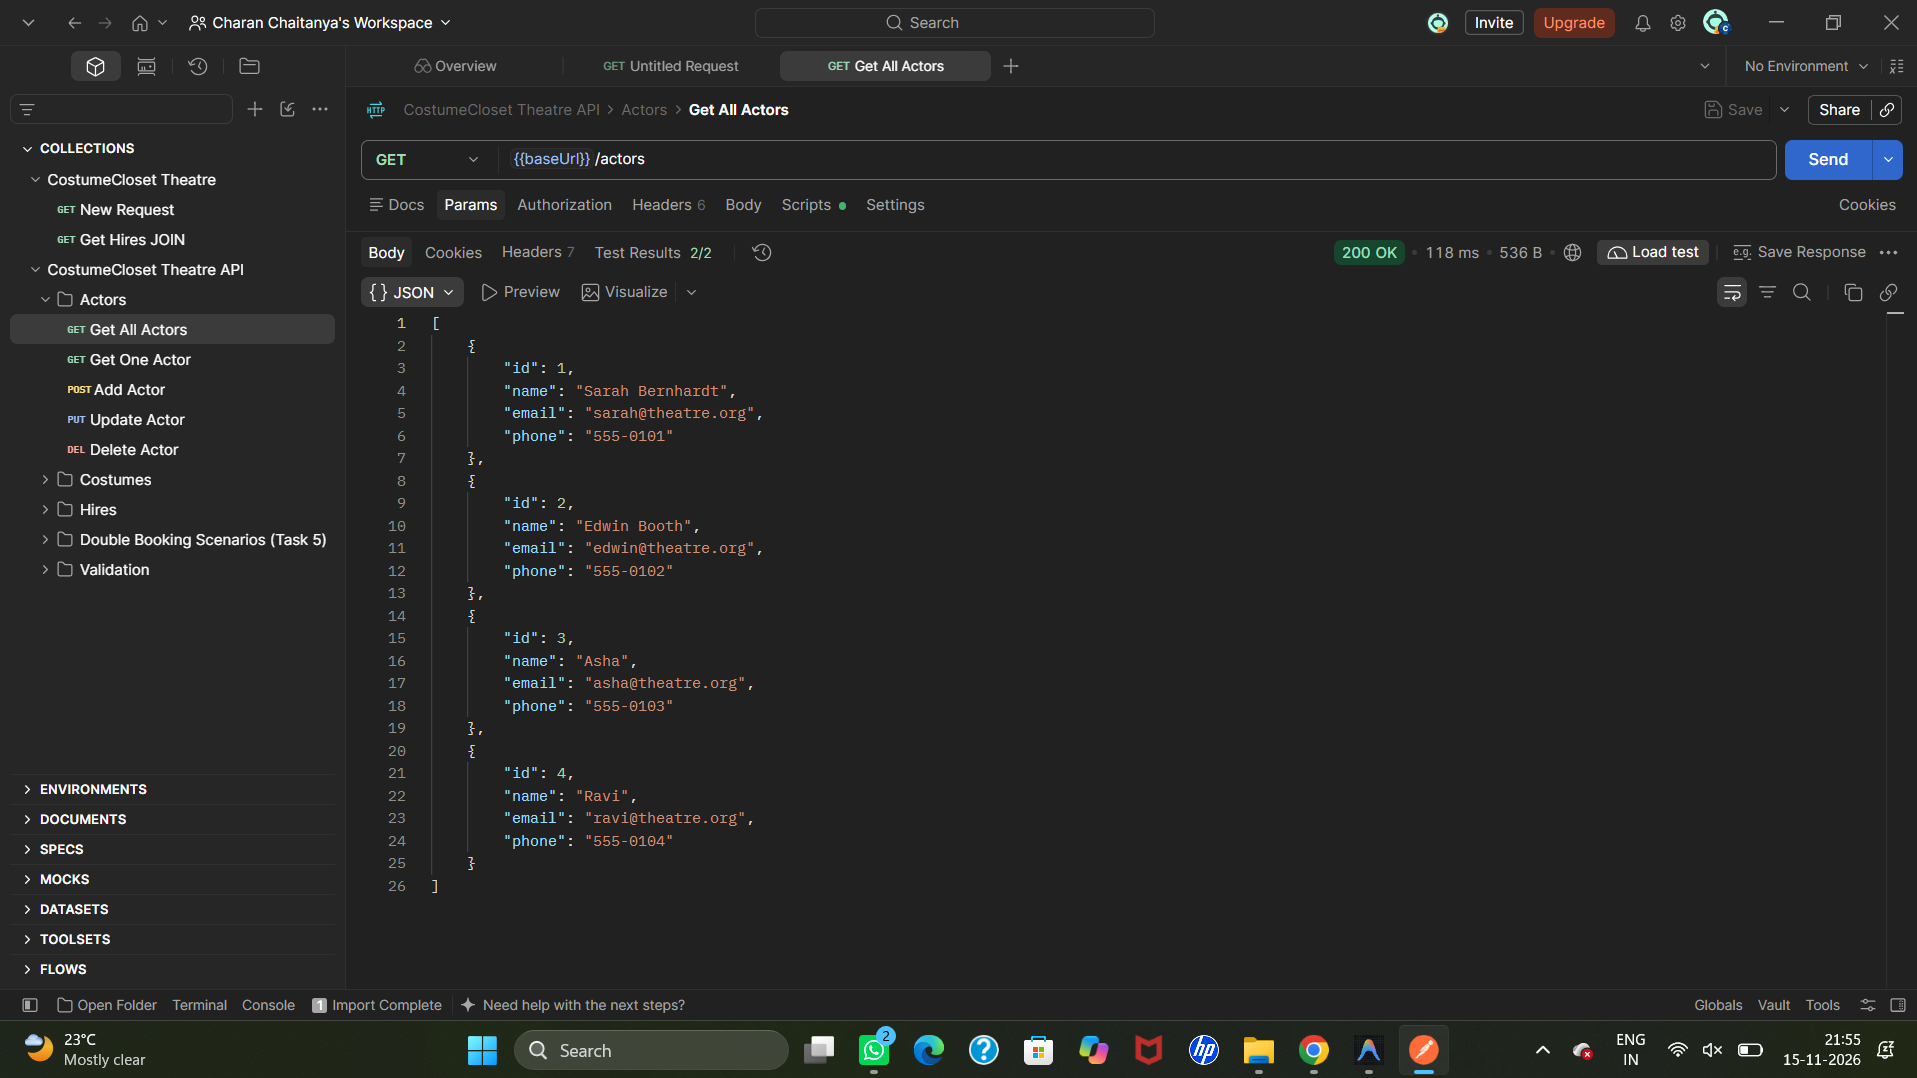 Charan Chaitanya's Workspace
Search
Invite
Upgrade
Overview
GET Untitled Request
GET Get All Actors
No Environment
HTTP CostumeCloset Theatre API > Actors > Get All Actors
Save
Share
GET
{{baseUrl}} /actors
Send
Docs
Params
Authorization
Headers 6
Body
Scripts
Settings
Cookies
COLLECTIONS
CostumeCloset Theatre
GET New Request
GET Get Hires JOIN
CostumeCloset Theatre API
Actors
GET Get All Actors
GET Get One Actor
POST Add Actor
PUT Update Actor
DEL Delete Actor
Costumes
Hires
Double Booking Scenarios (Task 5)
Validation
ENVIRONMENTS
DOCUMENTS
SPECS
MOCKS
DATASETS
TOOLSETS
FLOWS
Body
Cookies
Headers 7
Test Results 2/2
200 OK • 118 ms • 536 B
Load test
e.g. Save Response
{ } JSON
Preview
Visualize
1 [
2 {
3 "id": 1,
4 "name": "Sarah Bernhardt",
5 "email": "sarah@theatre.org",
6 "phone": "555-0101"
7 },
8 {
9 "id": 2,
10 "name": "Edwin Booth",
11 "email": "edwin@theatre.org",
12 "phone": "555-0102"
13 },
14 {
15 "id": 3,
16 "name": "Asha",
17 "email": "asha@theatre.org",
18 "phone": "555-0103"
19 },
20 {
21 "id": 4,
22 "name": "Ravi",
23 "email": "ravi@theatre.org",
24 "phone": "555-0104"
25 }
26 ]
Open Folder
Terminal
Console
1 Import Complete
Need help with the next steps?
Globals
Vault
Tools
23°C
Mostly clear
Search
2
hp
ENG
IN
21:55
15-11-2026